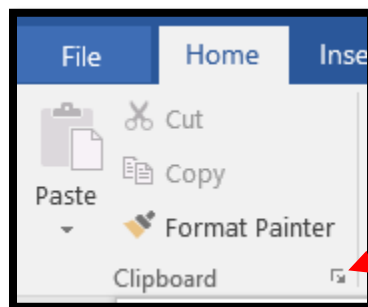 File Home Inse
Cut
Copy
Paste
Format Painter
Clipboard